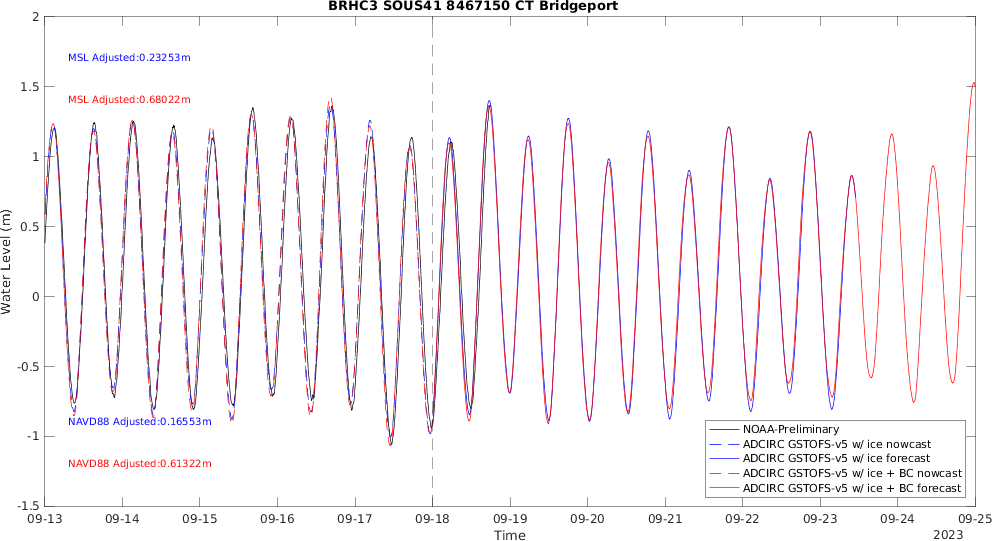 BRHC3 SOUS41 8467150 CT Bridgeport
2
1.5
1
0.5
0
-0.5
-1
-1.5
Water Level (m)
MSL Adjusted:0.23253m
MSL Adjusted:0.68022m
NAVD88 Adjusted:0.16553m
NAVD88 Adjusted:0.61322m
NOAA-Preliminary
ADCIRC GSTOFS-v5 w/ ice nowcast
ADCIRC GSTOFS-v5 w/ ice forecast
ADCIRC GSTOFS-v5 w/ ice + BC nowcast
ADCIRC GSTOFS-v5 w/ ice + BC forecast
09-13 09-14 09-15 09-16 09-17 09-18 09-19 09-20 09-21 09-22 09-23 09-24 09-25
Time
2023